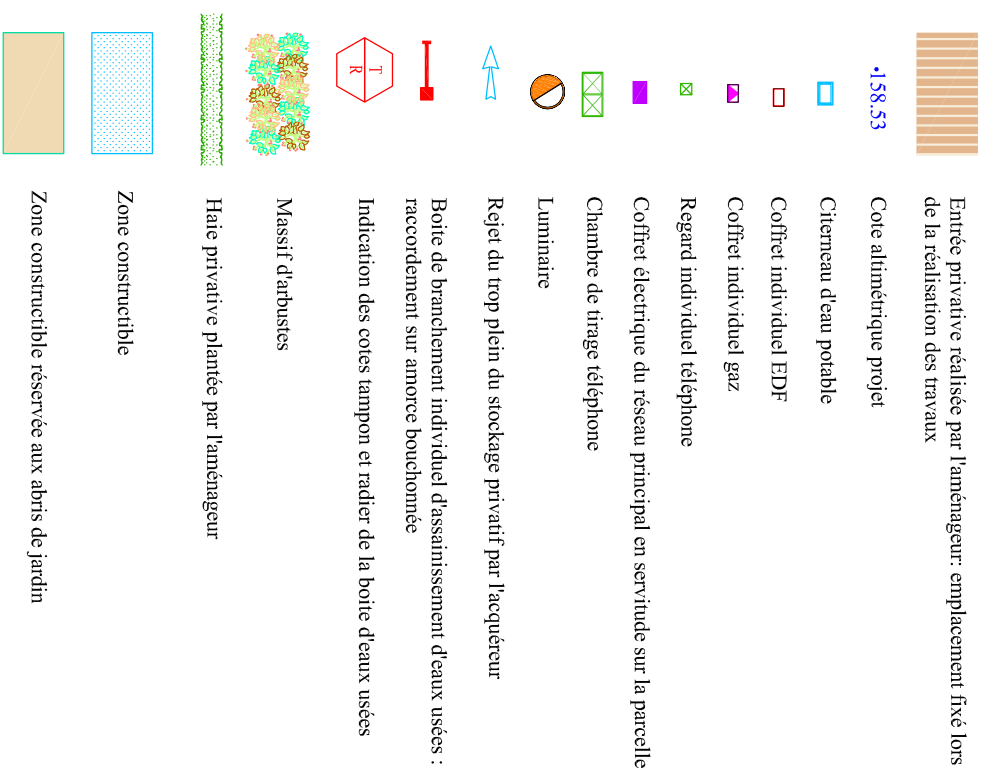 Entrée privative réalisée par l'aménageur: emplacement fixé lors
de la réalisation des travaux
•158.53
Cote altimétrique projet
Citerneau d'eau potable
Coffret individuel EDF
Coffret individuel gaz
Regard individuel téléphone
Coffret électrique du réseau principal en servitude sur la parcelle
Chambre de tirage téléphone
Luminaire
Rejet du trop plein du stockage privatif par l'acquéreur
Boite de branchement individuel d'assainissement d'eaux usées :
raccordement sur amorce bouchonnée
T
R
Indication des cotes tampon et radier de la boite d'eaux usées
Massif d'arbustes
Haie privative plantée par l'aménageur
Zone constructible
Zone constructible réservée aux abris de jardin